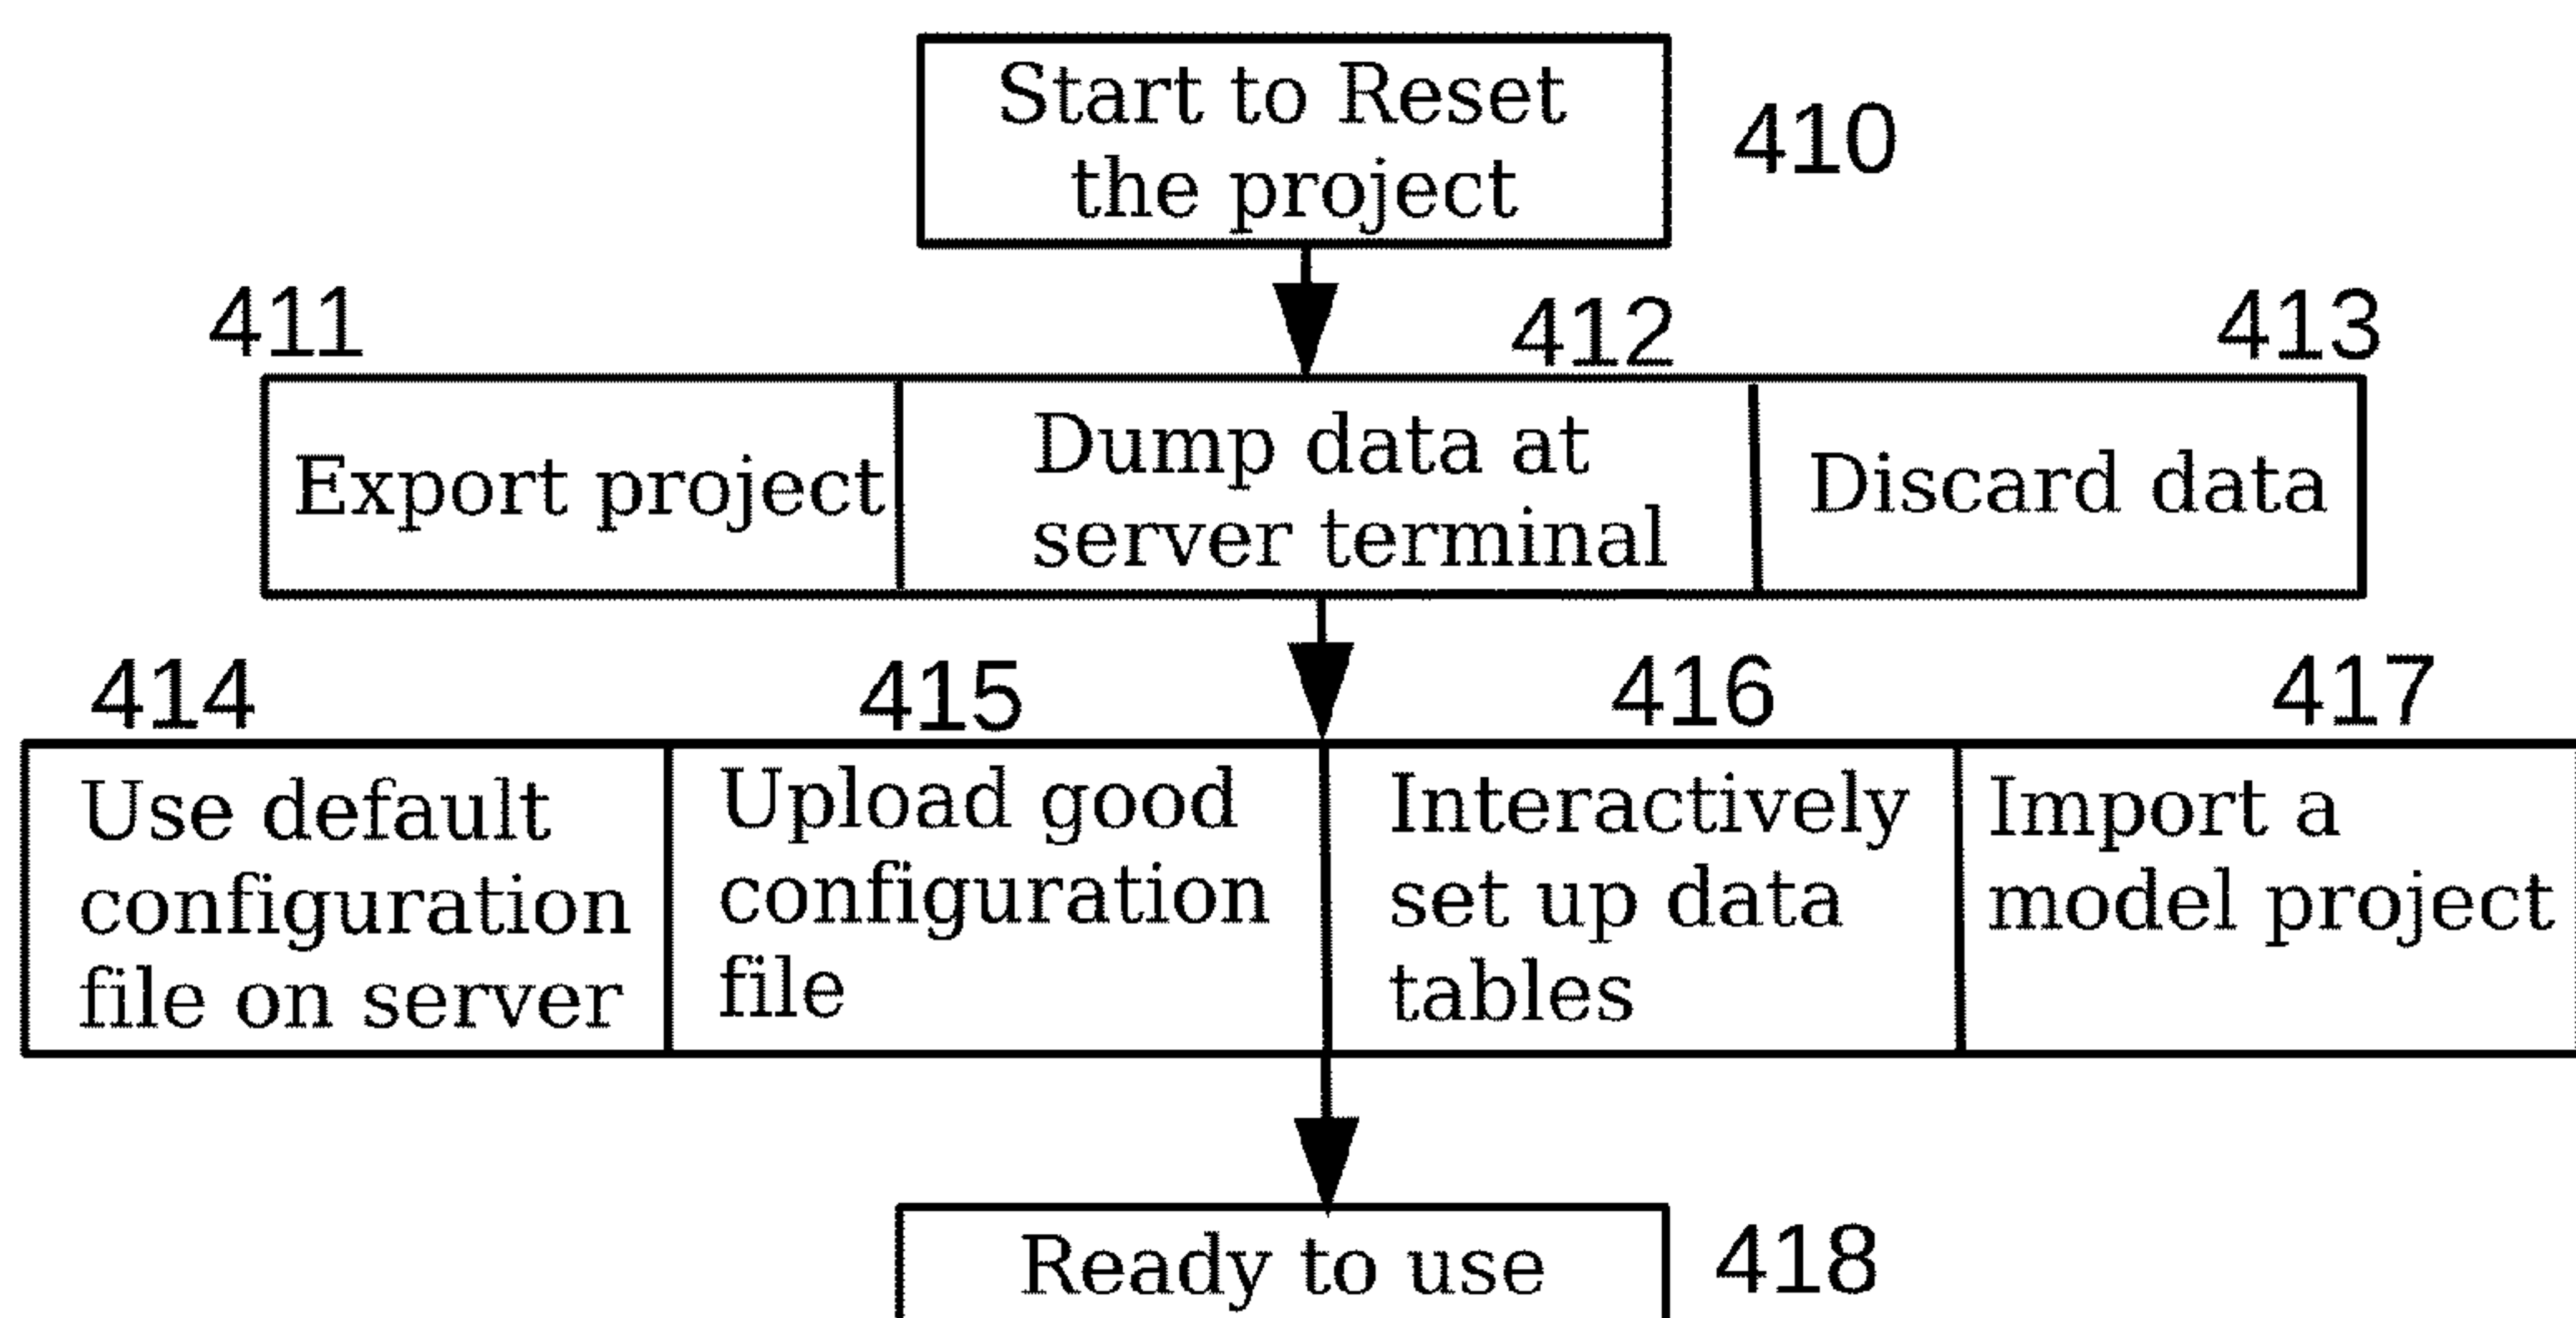 Start to Reset
the project
410
411
412
413
Export project
Dump data at
server terminal
Discard data
414
415
416
417
Use default
configuration
file on server
Upload good
configuration
file
Interactively
set up data
tables
Import a
model project
Ready to use
418